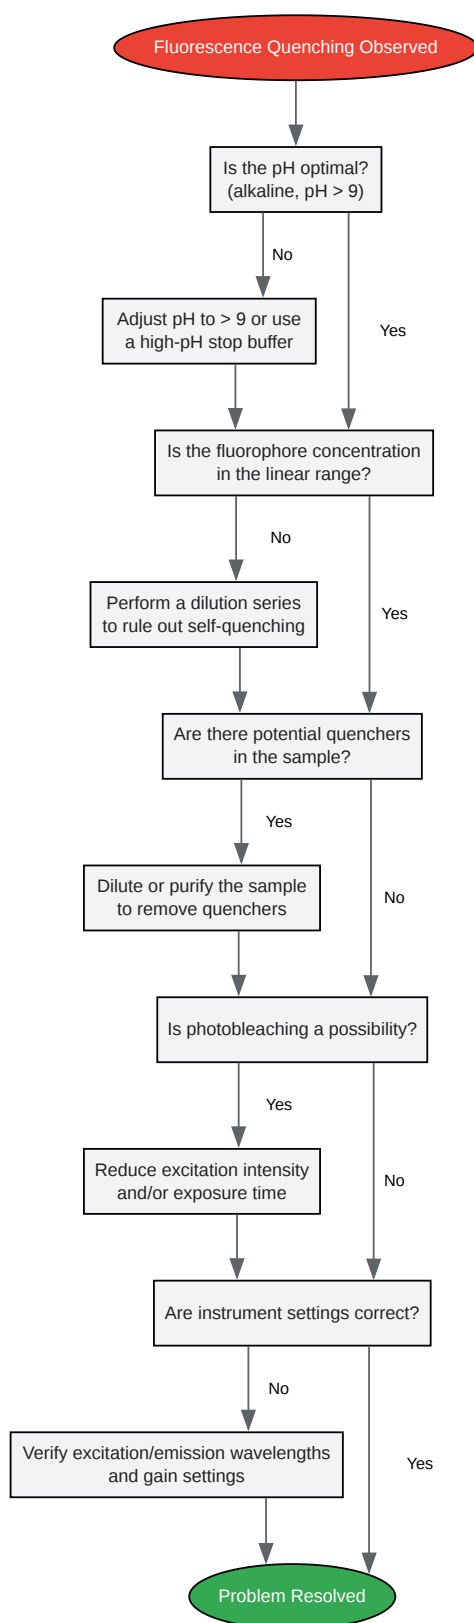 Fluorescence Quenching Observed
Is the pH optimal?
(alkaline, pH > 9)
No
Adjust pH to > 9 or use
a high-pH stop buffer
Yes
Is the fluorophore concentration
in the linear range?
No
Perform a dilution series
to rule out self-quenching
Yes
Are there potential quenchers
in the sample?
Yes
Dilute or purify the sample
to remove quenchers
No
Is photobleaching a possibility?
Yes
Reduce excitation intensity
and/or exposure time
No
Are instrument settings correct?
No
Verify excitation/emission wavelengths
and gain settings
Yes
Problem Resolved